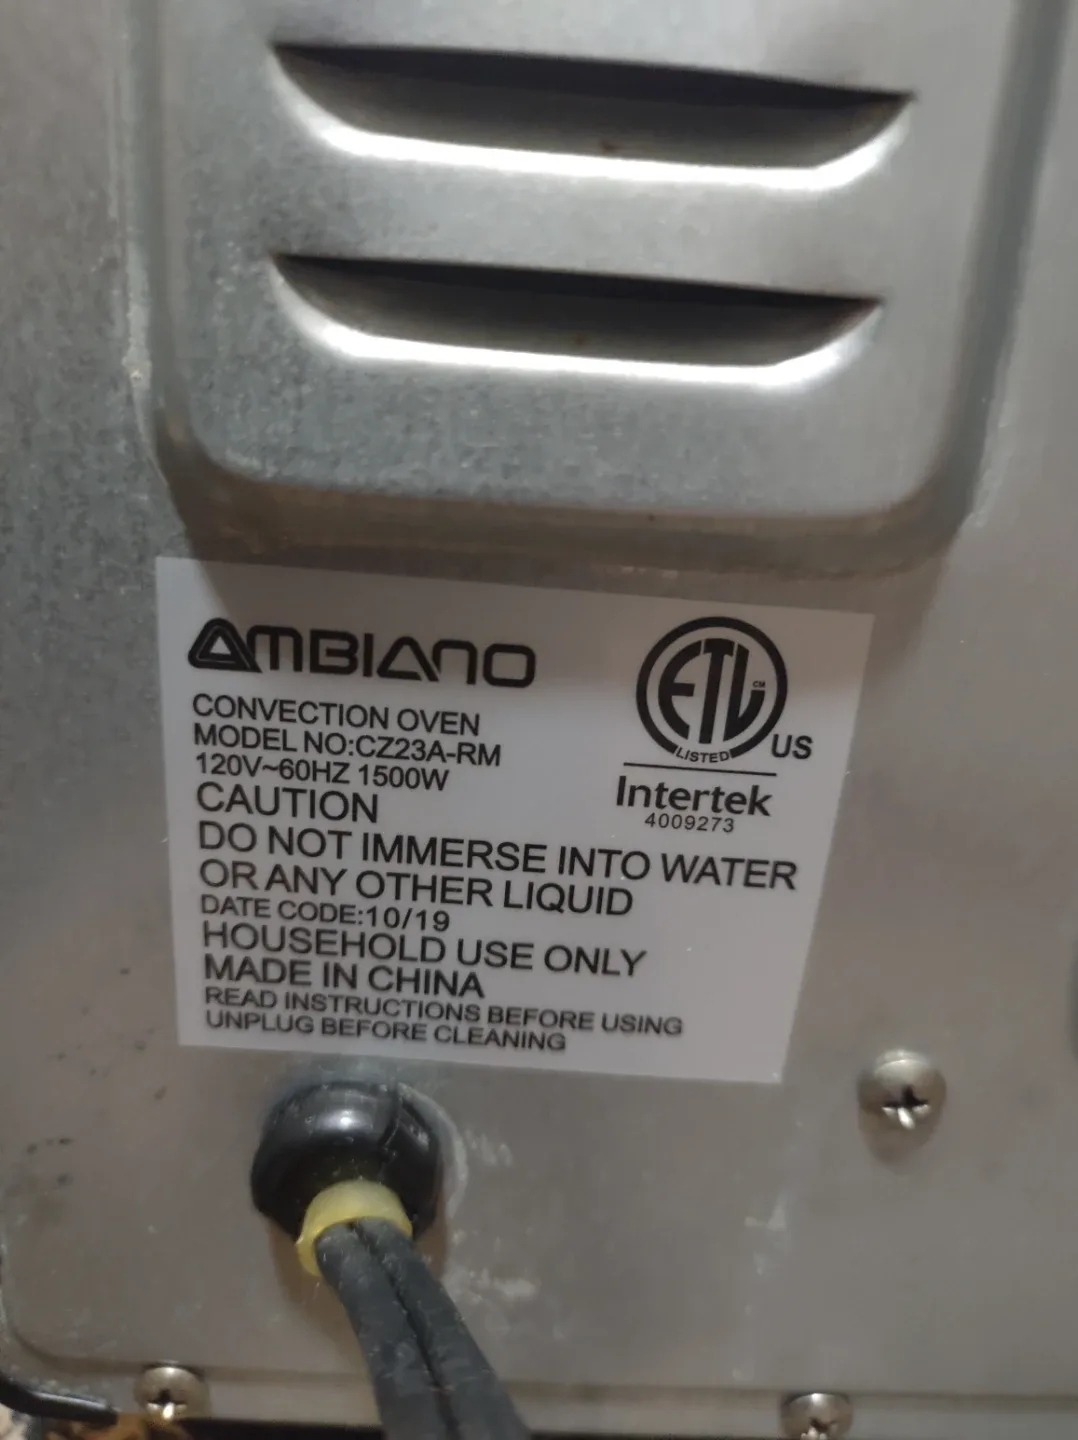 AMBIANO
CONVECTION OVEN
MODEL NO:CZ23A-RM
120V~60HZ 1500W
CAUTION
DO NOT IMMERSE INTO WATER
OR ANY OTHER LIQUID
DATE CODE:10/19
HOUSEHOLD USE ONLY
MADE IN CHINA
READ INSTRUCTIONS BEFORE USING
UNPLUG BEFORE CLEANING
ETL CM
LISTED
US
Intertek
4009273